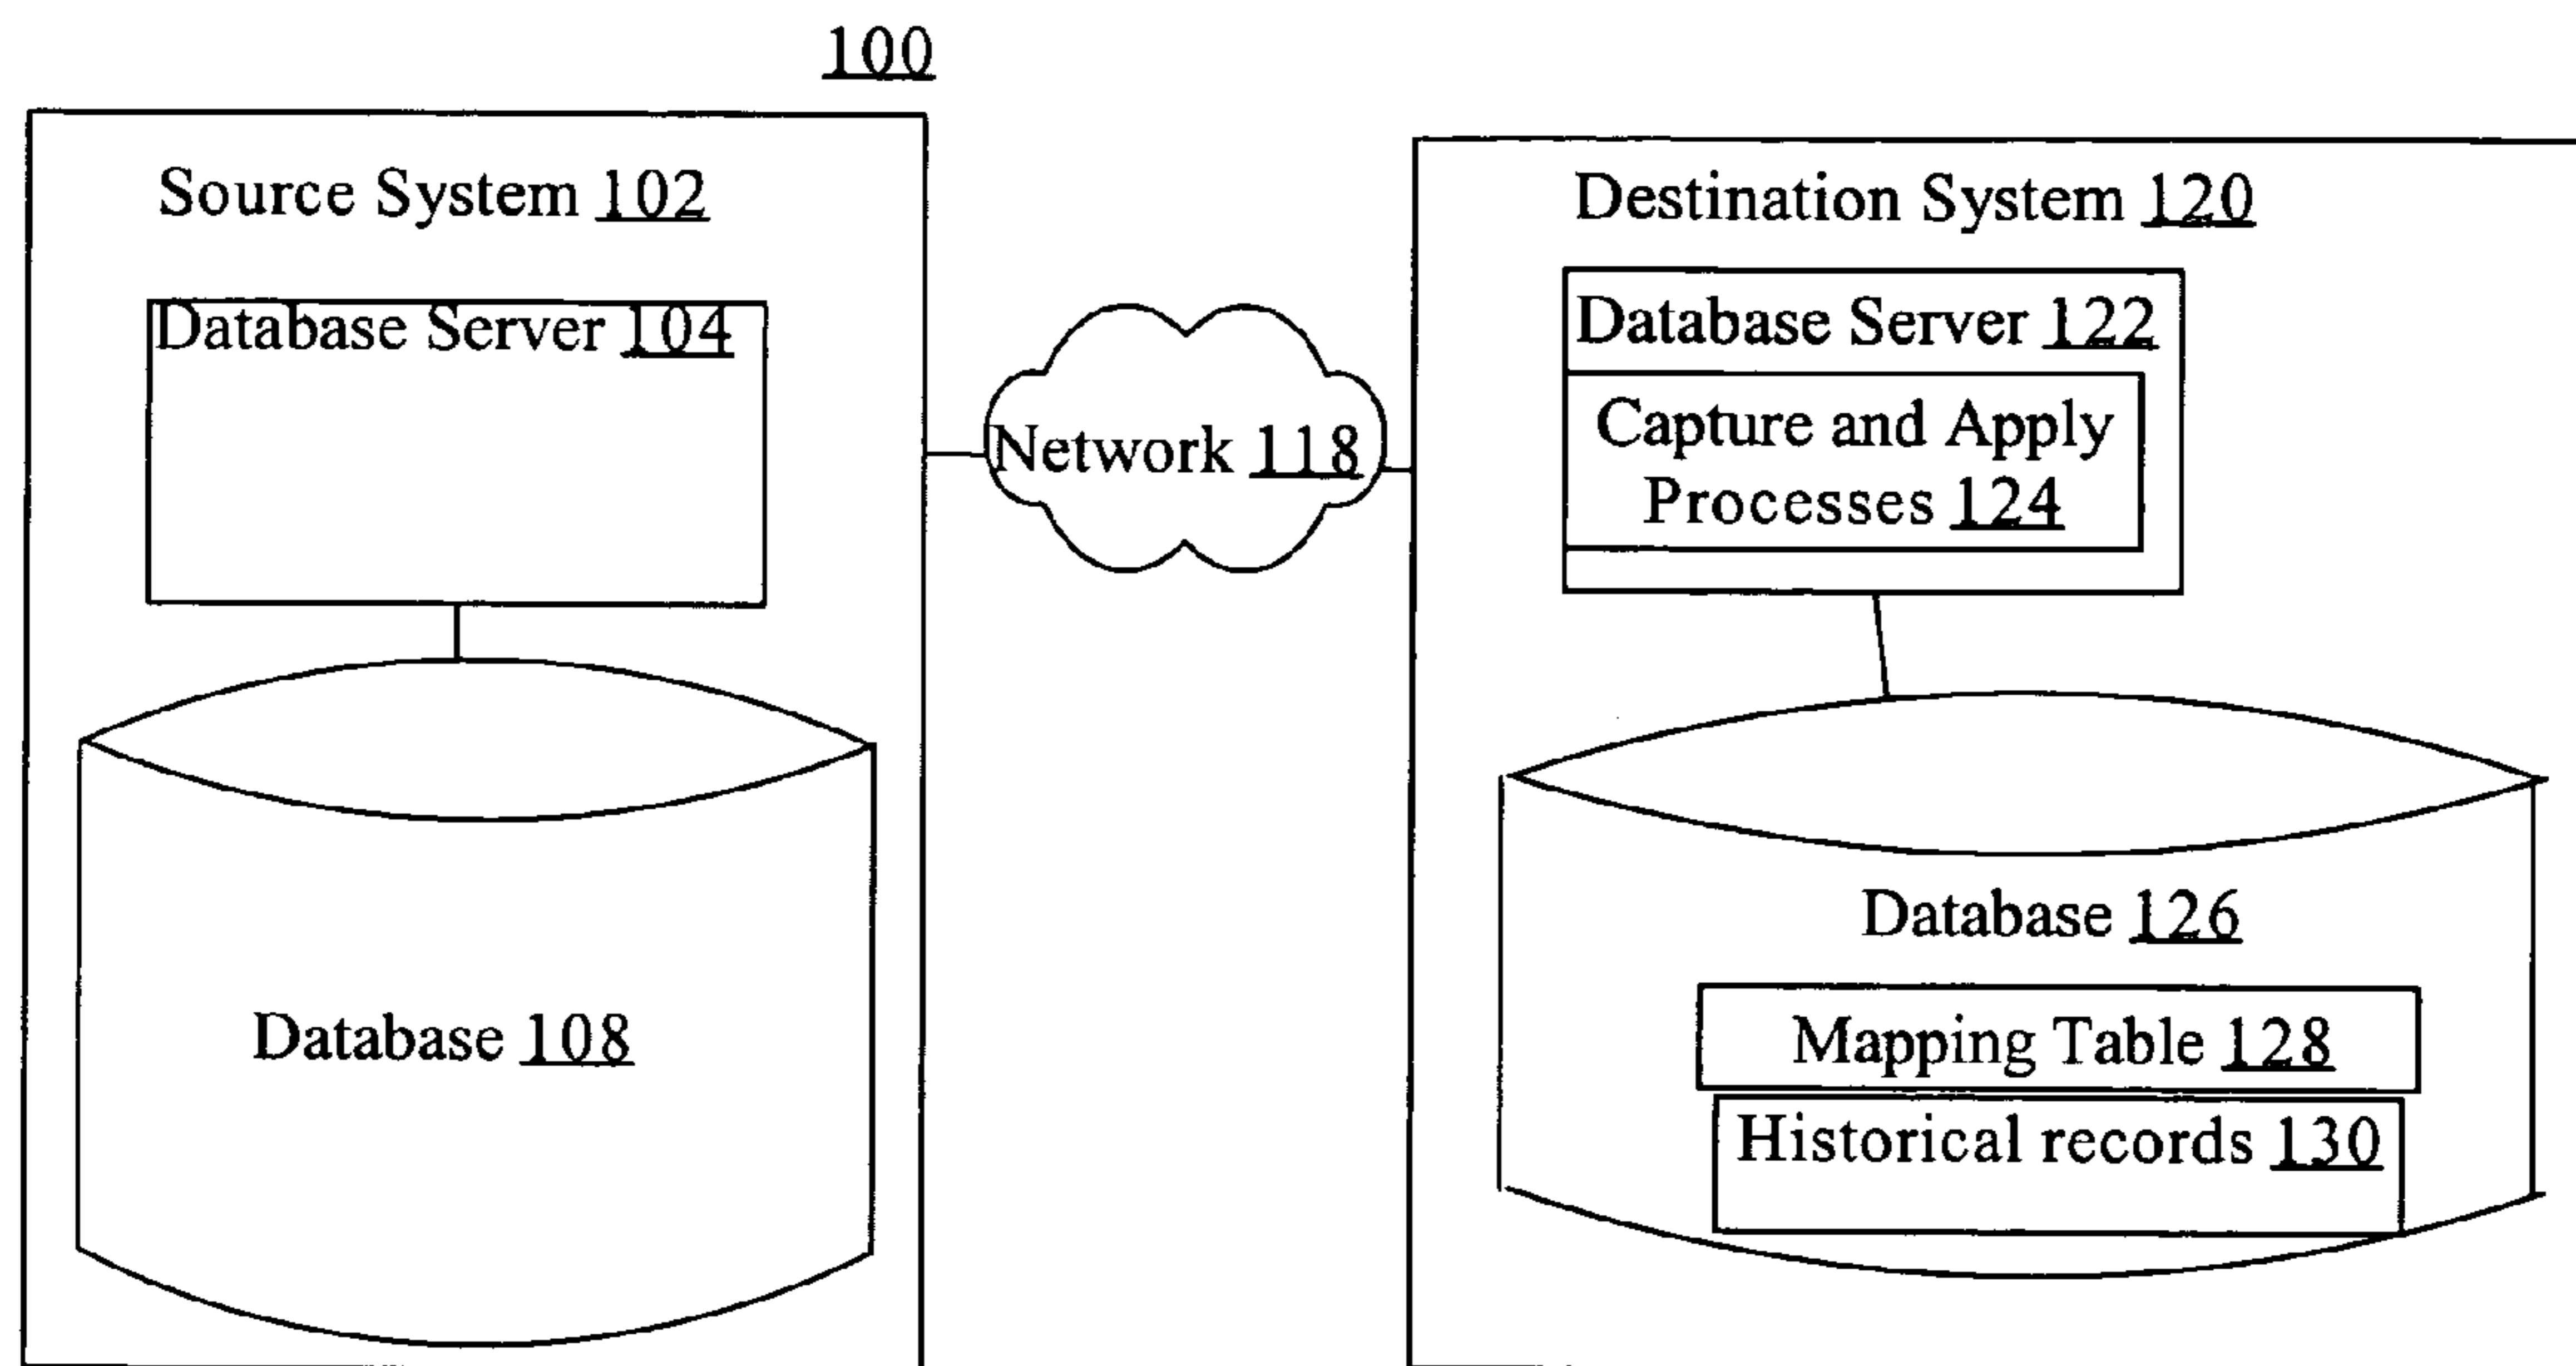 100
Source System 102
Database Server 104
Database 108
Network 118
Destination System 120
Database Server 122
Capture and Apply
Processes 124
Database 126
Mapping Table 128
Historical records 130